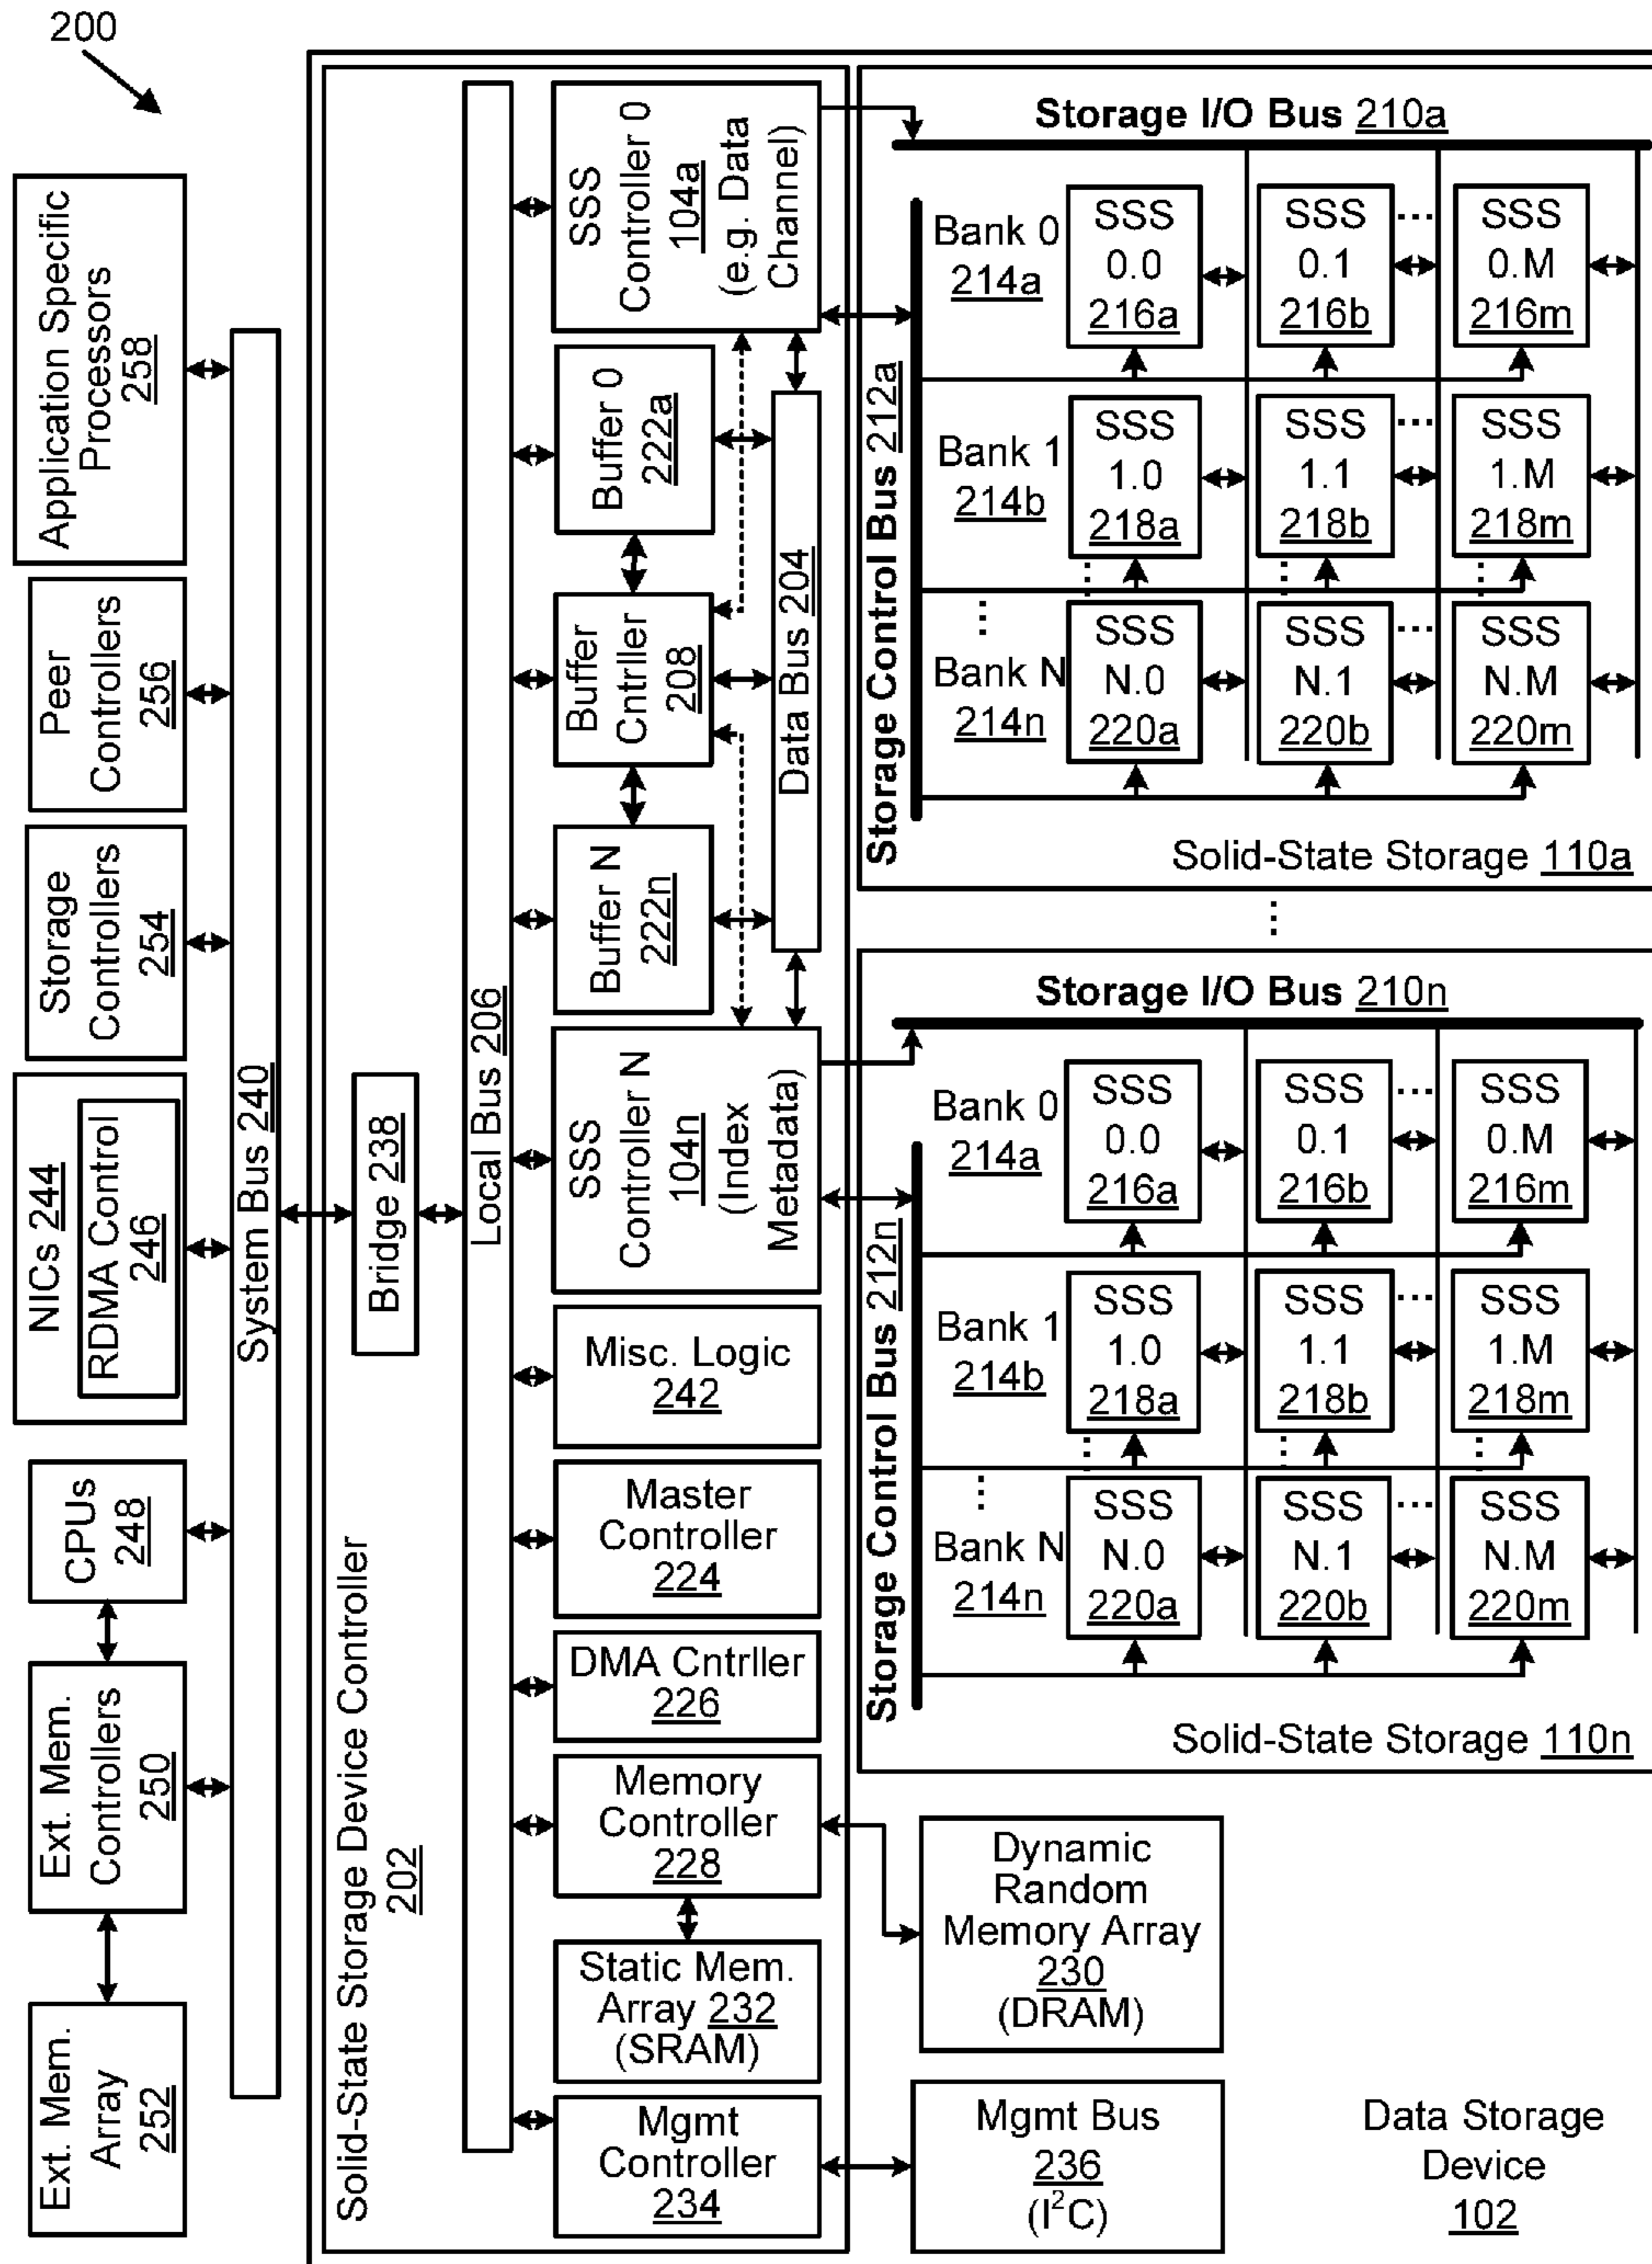 200
Application Specific
Processors
258
Peer
Controllers
256
Storage
Controllers
254
NICs 244
RDMA Control
246
CPUs
248
Ext. Mem.
Controllers
250
Ext. Mem.
Array
252
System Bus 240
Bridge 238
Solid-State Storage Device Controller
202
Local Bus 206
SSS
Controller 0
104a
(e.g. Data
Channel)
Buffer 0
222a
Buffer
Cntrller
208
Buffer N
222n
Data Bus 204
SSS
Controller N
104n
(Index
Metadata)
Misc. Logic
242
Master
Controller
224
DMA Cntrller
226
Memory
Controller
228
Static Mem.
Array 232
(SRAM)
Mgmt
Controller
234
Storage I/O Bus 210a
Storage Control Bus 212a
Bank 0
214a
SSS
0.0
216a
SSS
0.1
216b
...
SSS
0.M
216m
Bank 1
214b
SSS
1.0
218a
SSS
1.1
218b
...
SSS
1.M
218m
Bank N
214n
SSS
N.0
220a
SSS
N.1
220b
...
SSS
N.M
220m
Solid-State Storage 110a
Storage I/O Bus 210n
Storage Control Bus 212n
Bank 0
214a
SSS
0.0
216a
SSS
0.1
216b
...
SSS
0.M
216m
Bank 1
214b
SSS
1.0
218a
SSS
1.1
218b
...
SSS
1.M
218m
Bank N
214n
SSS
N.0
220a
SSS
N.1
220b
...
SSS
N.M
220m
Solid-State Storage 110n
Dynamic
Random
Memory Array
230
(DRAM)
Mgmt Bus
236
(I²C)
Data Storage
Device
102